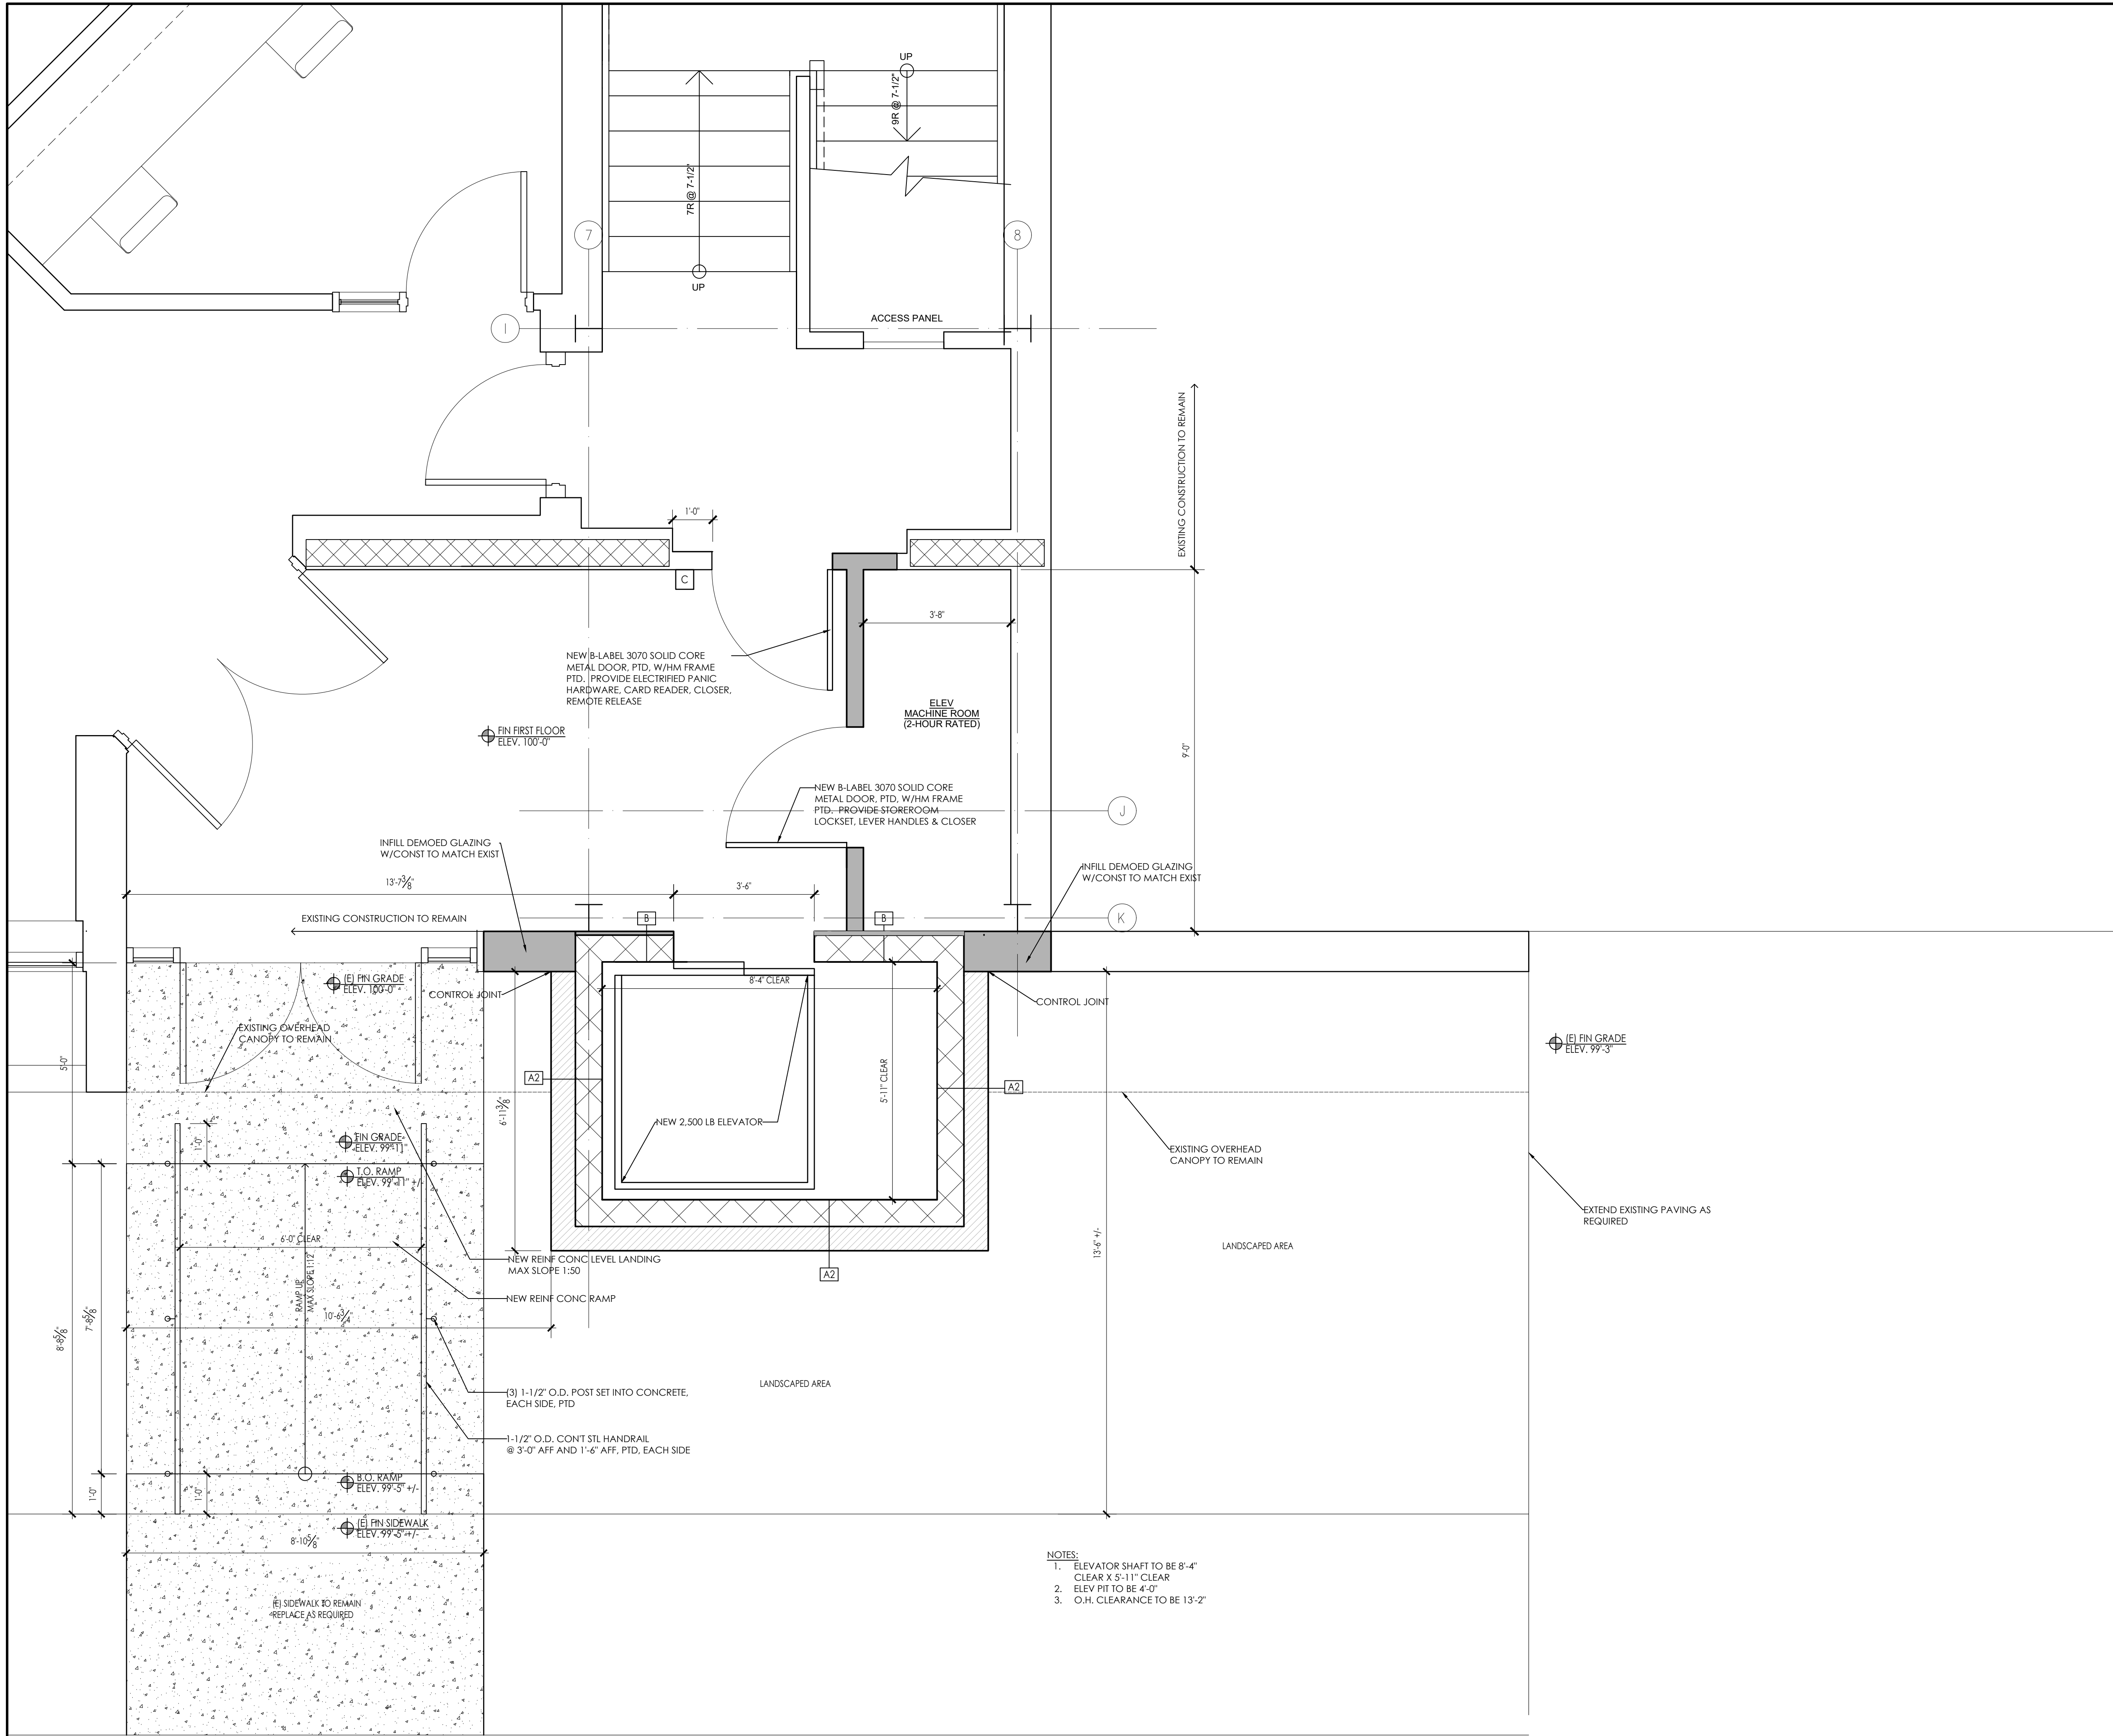 UP
9R @ 7-1/2"
7R @ 7-1/2"
UP
7
8
I
ACCESS PANEL
EXISTING CONSTRUCTION TO REMAIN
1'-0"
C
3'-8"
NEW B-LABEL 3070 SOLID CORE
METAL DOOR, PTD, W/HM FRAME
PTD. PROVIDE ELECTRIFIED PANIC
HARDWARE, CARD READER, CLOSER,
REMOTE RELEASE
ELEV
MACHINE ROOM
(2-HOUR RATED)
FIN FIRST FLOOR
ELEV. 100'-0"
9'-0"
NEW B-LABEL 3070 SOLID CORE
METAL DOOR, PTD, W/HM FRAME
PTD. PROVIDE STOREROOM
LOCKSET, LEVER HANDLES & CLOSER
J
INFILL DEMOED GLAZING
W/CONST TO MATCH EXIST
INFILL DEMOED GLAZING
W/CONST TO MATCH EXIST
13'-7 3/8"
3'-6"
EXISTING CONSTRUCTION TO REMAIN
B
B
K
(E) FIN GRADE
ELEV. 100'-0"
CONTROL JOINT
8'-4" CLEAR
CONTROL JOINT
EXISTING OVERHEAD
CANOPY TO REMAIN
(E) FIN GRADE
ELEV. 99'-3"
5'-0"
A2
5'-11" CLEAR
A2
6'-11 3/8"
NEW 2,500 LB ELEVATOR
FIN GRADE
ELEV. 99'-11"
1'-0"
EXISTING OVERHEAD
CANOPY TO REMAIN
T.O. RAMP
ELEV. 99'-11" +/-
EXTEND EXISTING PAVING AS
REQUIRED
6'-0" CLEAR
13'-6" +/-
LANDSCAPED AREA
NEW REINF CONC LEVEL LANDING
MAX SLOPE 1:50
A2
RAMP UP
MAX SLOPE 1:12
NEW REINF CONC RAMP
10'-6 3/4"
8'-8 5/8"
7'-8 5/8"
LANDSCAPED AREA
(3) 1-1/2" O.D. POST SET INTO CONCRETE,
EACH SIDE, PTD
1-1/2" O.D. CON'T STL HANDRAIL
@ 3'-0" AFF AND 1'-6" AFF, PTD, EACH SIDE
B.O. RAMP
ELEV. 99'-5" +/-
1'-0"
1'-0"
(E) FIN SIDEWALK
ELEV. 99'-5" +/-
8'-10 5/8"
NOTES:
1. ELEVATOR SHAFT TO BE 8'-4"
CLEAR X 5'-11" CLEAR
2. ELEV PIT TO BE 4'-0"
3. O.H. CLEARANCE TO BE 13'-2"
(E) SIDEWALK TO REMAIN
REPLACE AS REQUIRED